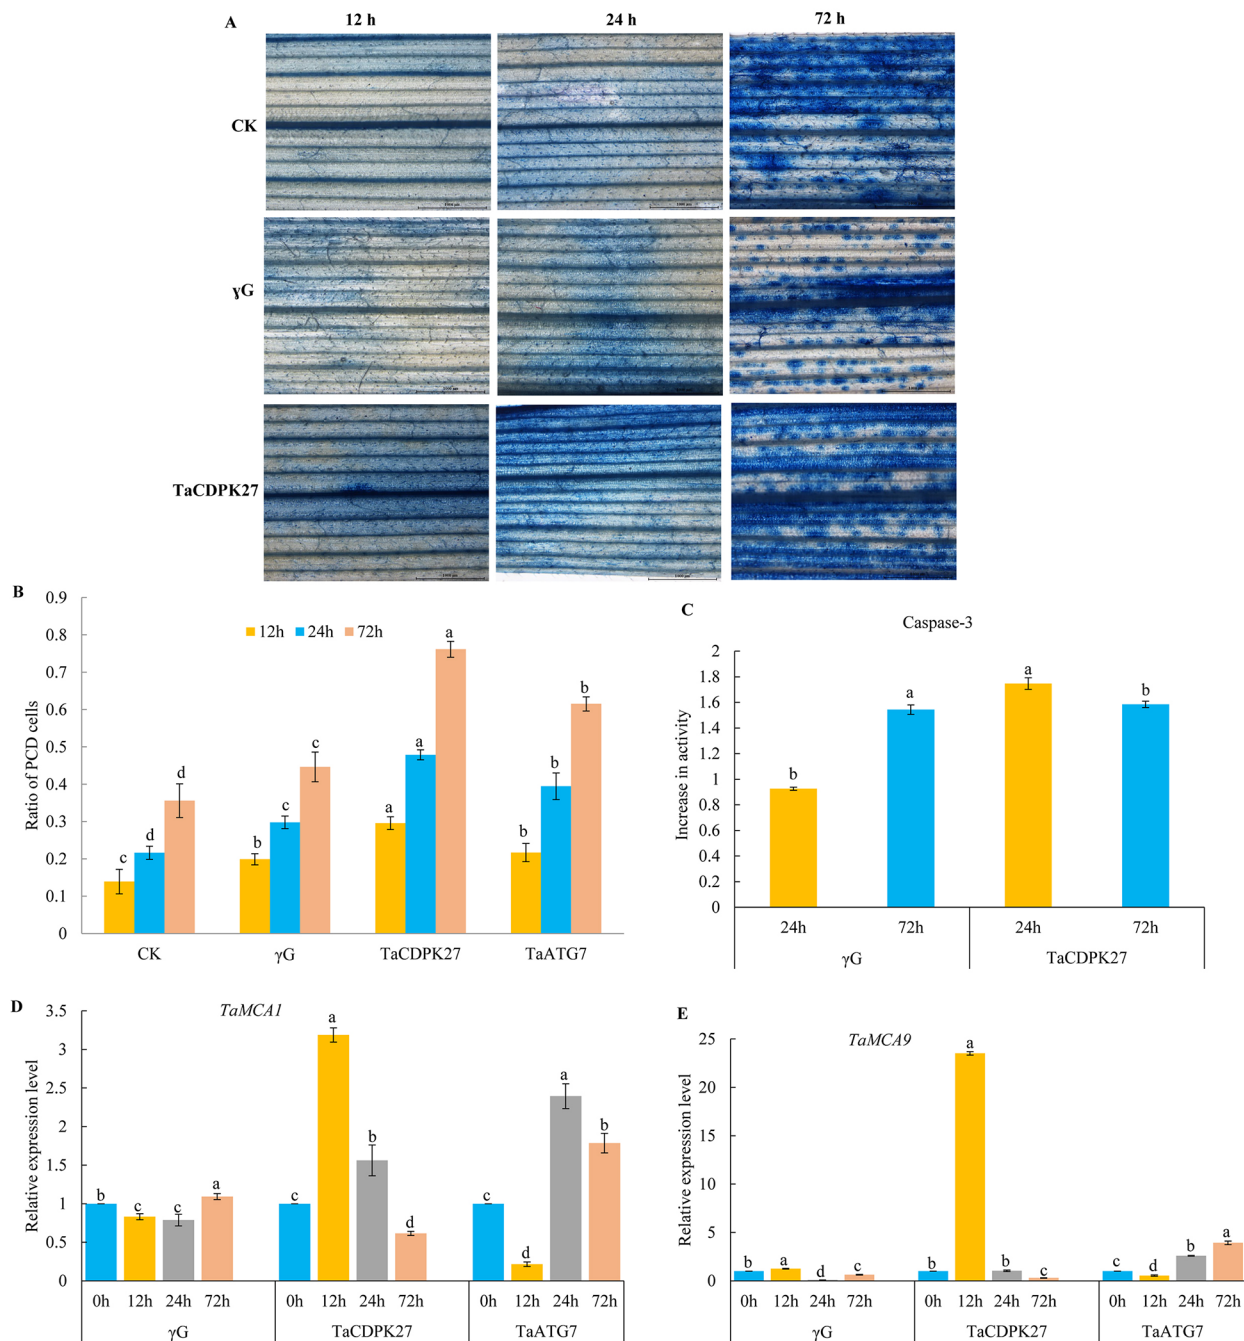 A
12 h
24 h
72 h
CK
ɣG
TaCDPK27
B
0.9
0.8
0.7
0.6
0.5
0.4
0.3
0.2
0.1
0
Ratio of PCD cells
12h
24h
72h
c
d
d
b
c
c
a
a
a
b
b
b
CK
γG
TaCDPK27
TaATG7
C
Caspase-3
2
1.8
1.6
1.4
1.2
1
0.8
0.6
0.4
0.2
0
Increase in activity
b
a
a
b
24h
72h
24h
72h
γG
TaCDPK27
D
TaMCA1
3.5
3
2.5
2
1.5
1
0.5
0
Relative expression level
b
c
c
a
c
a
b
d
c
d
a
b
0h 12h 24h 72h
0h 12h 24h 72h
0h 12h 24h 72h
γG
TaCDPK27
TaATG7
E
TaMCA9
25
20
15
10
5
0
Relative expression level
b
a
d
c
b
a
b
c
c
d
b
a
0h 12h 24h 72h
0h 12h 24h 72h
0h 12h 24h 72h
γG
TaCDPK27
TaATG7